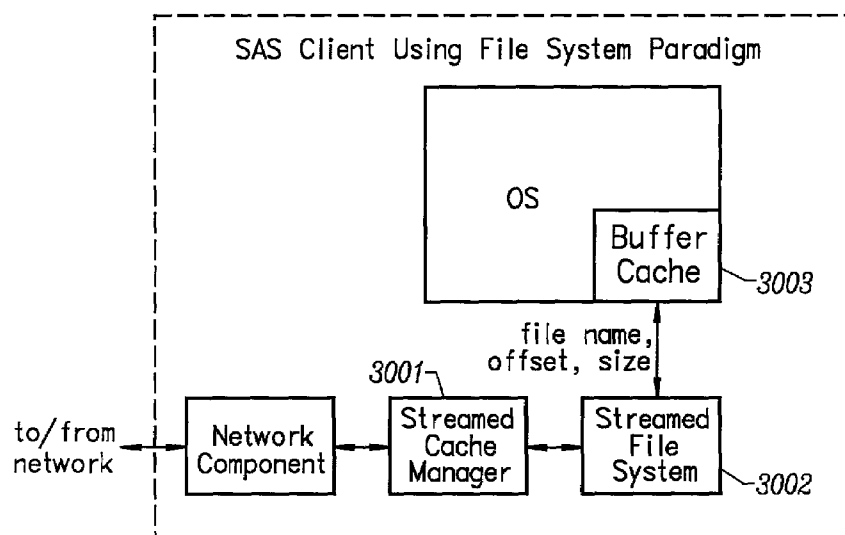 SAS Client Using File System Paradigm
OS
Buffer
Cache
3003
file name,
offset, size
3001
to/from
network
Network
Component
Streamed
Cache
Manager
Streamed
File
System
3002